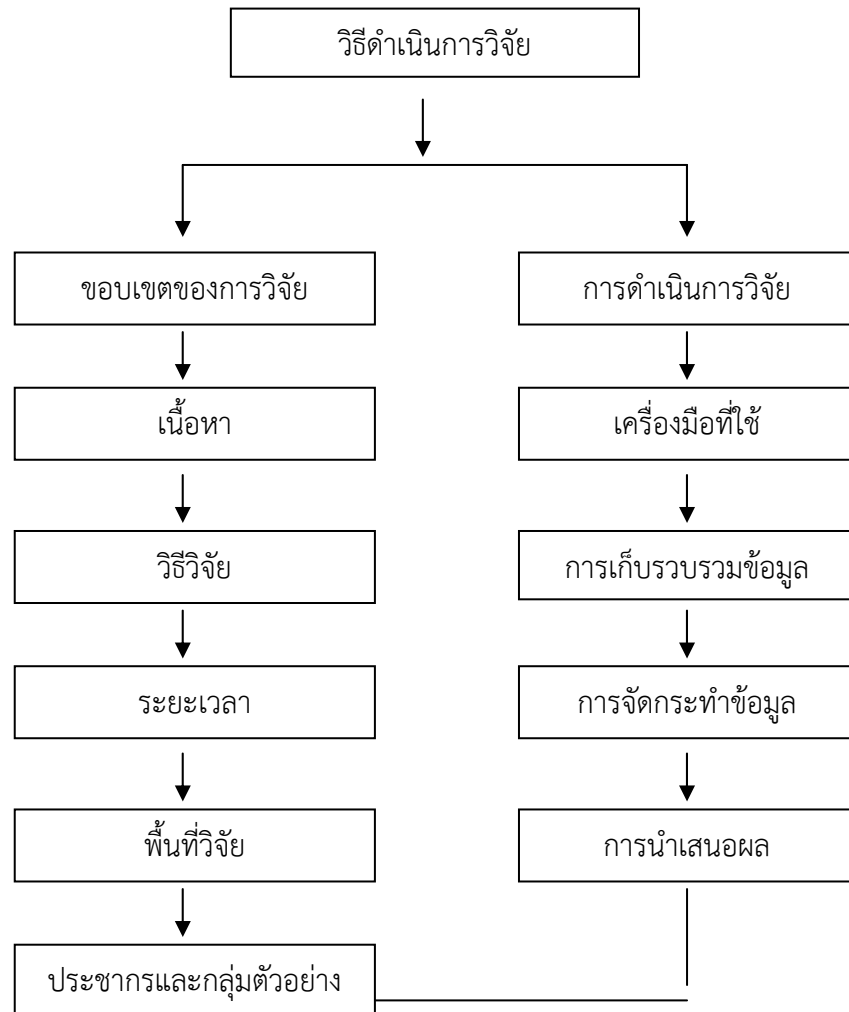 วิธีดำเนินการวิจัย
ขอบเขตของการวิจัย
การดำเนินการวิจัย
เนื้อหา
เครื่องมือที่ใช้
วิธีวิจัย
การเก็บรวบรวมข้อมูล
ระยะเวลา
การจัดกระทำข้อมูล
พื้นที่วิจัย
การนำเสนอผล
ประชากรและกลุ่มตัวอย่าง